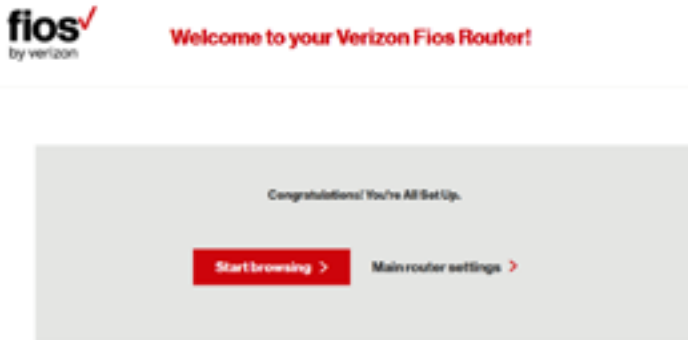 fios
by verizon
Welcome to your Verizon Fios Router!
Congratulations! You're All Set Up.
Start browsing >
Main router settings >